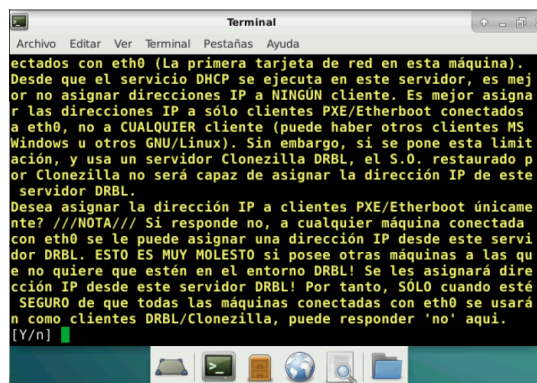 Terminal
Archivo Editar Ver Terminal Pestañas Ayuda
ectados con eth0 (La primera tarjeta de red en esta máquina).
Desde que el servicio DHCP se ejecuta en este servidor, es mej
or no asignar direcciones IP a NINGÚN cliente. Es mejor asigna
r las direcciones IP a sólo clientes PXE/Etherboot conectados
a eth0, no a CUALQUIER cliente (puede haber otros clientes MS
Windows u otros GNU/Linux). Sin embargo, si se pone esta limit
ación, y usa un servidor Clonezilla DRBL, el S.O. restaurado p
or Clonezilla no será capaz de asignar la dirección IP de este
servidor DRBL.
Desea asignar la dirección IP a clientes PXE/Etherboot únicame
nte? ///NOTA/// Si responde no, a cualquier máquina conectada
con eth0 se le puede asignar una dirección IP desde este servi
dor DRBL. ESTO ES MUY MOLESTO si posee otras máquinas a las qu
e no quiere que estén en el entorno DRBL! Se les asignará dire
cción IP desde este servidor DRBL! Por tanto, SÓLO cuando esté
SEGURO de que todas las máquinas conectadas con eth0 se usará
n como clientes DRBL/Clonezilla, puede responder 'no' aqui.
[Y/n]